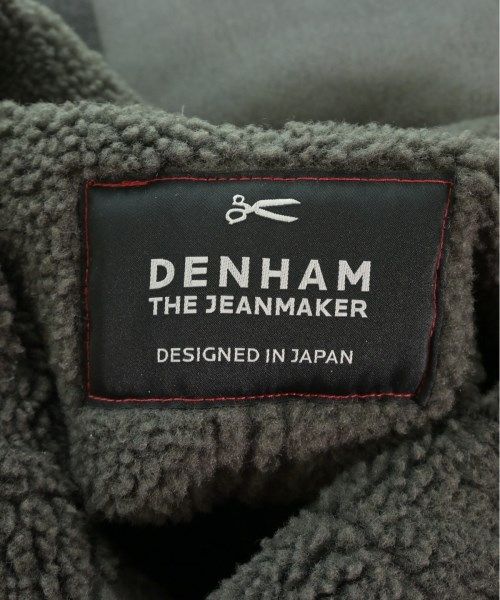 DENHAM
THE JEANMAKER
DESIGNED IN JAPAN